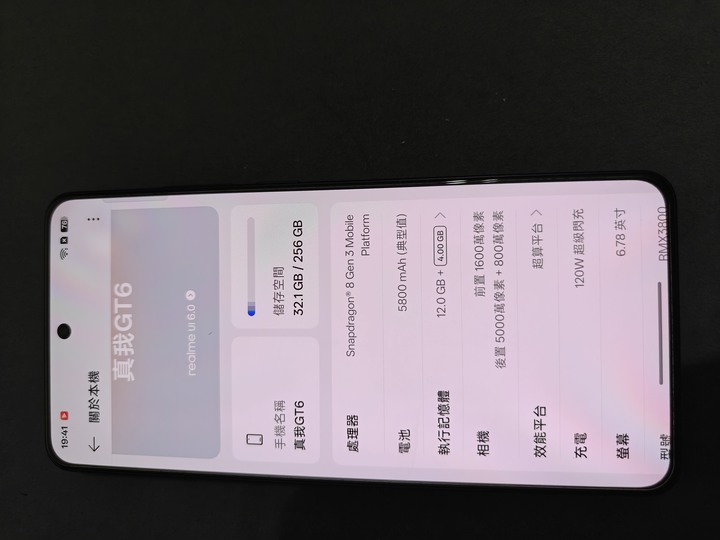 19:41
70
關於本機
真我GT6
realme UI 6.0
手機名稱
真我GT6
儲存空間
32.1 GB / 256 GB
處理器
Snapdragon® 8 Gen 3 Mobile
Platform
電池
5800 mAh (典型值)
執行記憶體
12.0 GB + 4.00 GB
相機
前置 1600萬像素
後置 5000萬像素 + 800萬像素
效能平台
超算平台
充電
120W 超級閃充
螢幕
6.78 英寸
型號
RMX3800